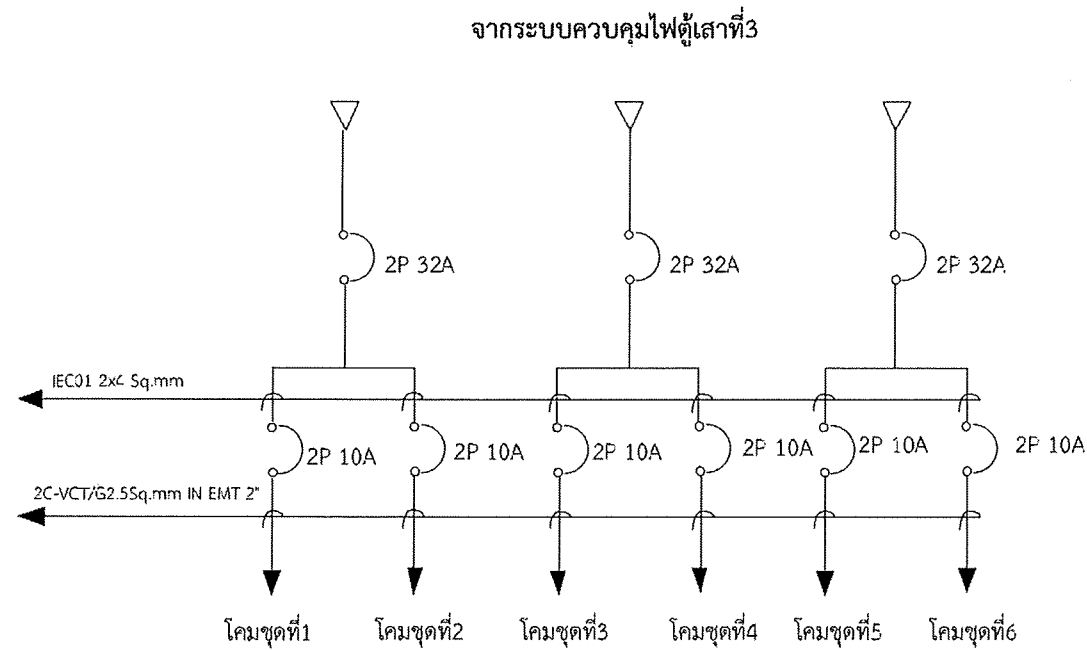 จากระบบควบคุมไฟตู้เสาที่3
2P 32A
2P 32A
2P 32A
IEC01 2x4 Sq.mm
2P 10A
2P 10A
2P 10A
2P 10A
2P 10A
2P 10A
2C-VCT/G2.5Sq.mm IN EMT 2"
โคมชุดที่1
โคมชุดที่2
โคมชุดที่3
โคมชุดที่4
โคมชุดที่5
โคมชุดที่6